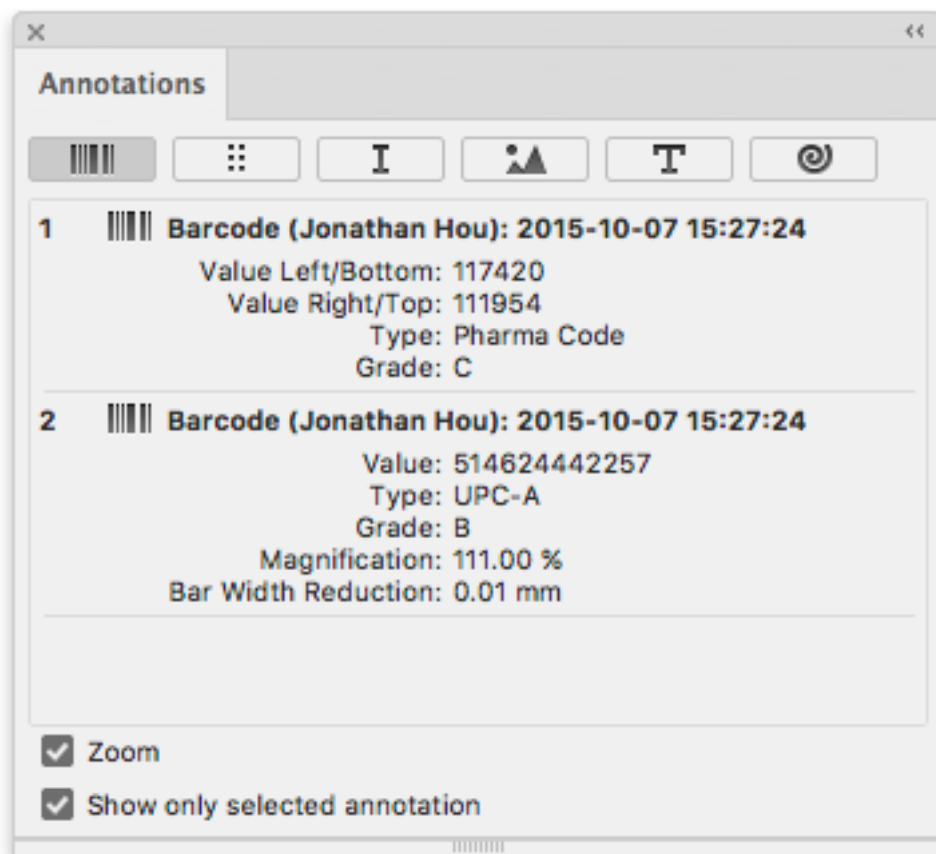 Annotations
1 Barcode (Jonathan Hou): 2015-10-07 15:27:24
Value Left/Bottom: 117420
Value Right/Top: 111954
Type: Pharma Code
Grade: C
2 Barcode (Jonathan Hou): 2015-10-07 15:27:24
Value: 514624442257
Type: UPC-A
Grade: B
Magnification: 111.00 %
Bar Width Reduction: 0.01 mm
Zoom
Show only selected annotation